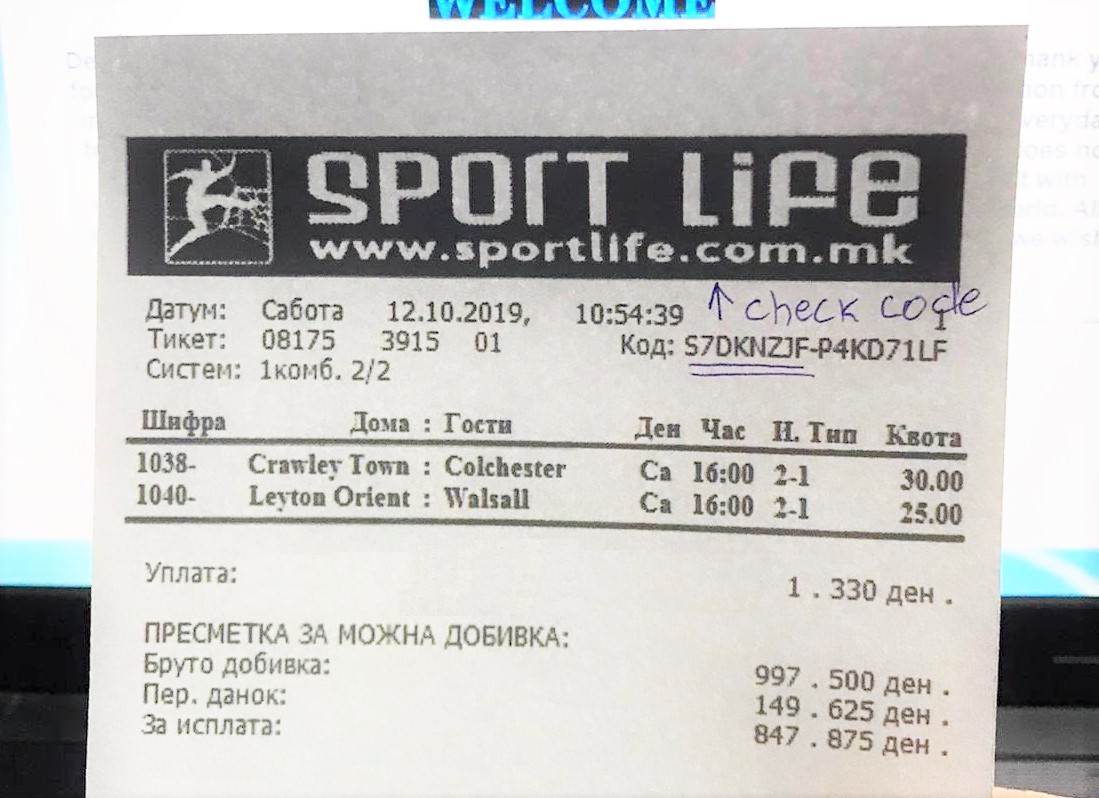 WELCOME
SPORT LIFE
www.sportlife.com.mk
Датум: Сабота 12.10.2019, 10:54:39 ↑ check code
Тикет: 08175 3915 01 Код: S7DKNZJF-P4KD71LF
Систем: 1комб. 2/2
Шифра Дома : Гости Ден Час И. Тип Квота
1038- Crawley Town : Colchester Са 16:00 2-1 30.00
1040- Leyton Orient : Walsall Са 16:00 2-1 25.00
Уплата: 1 . 330 ден .
ПРЕСМЕТКА ЗА МОЖНА ДОБИВКА:
Бруто добивка: 997 . 500 ден .
Пер. данок: 149 . 625 ден .
За исплата: 847 . 875 ден .